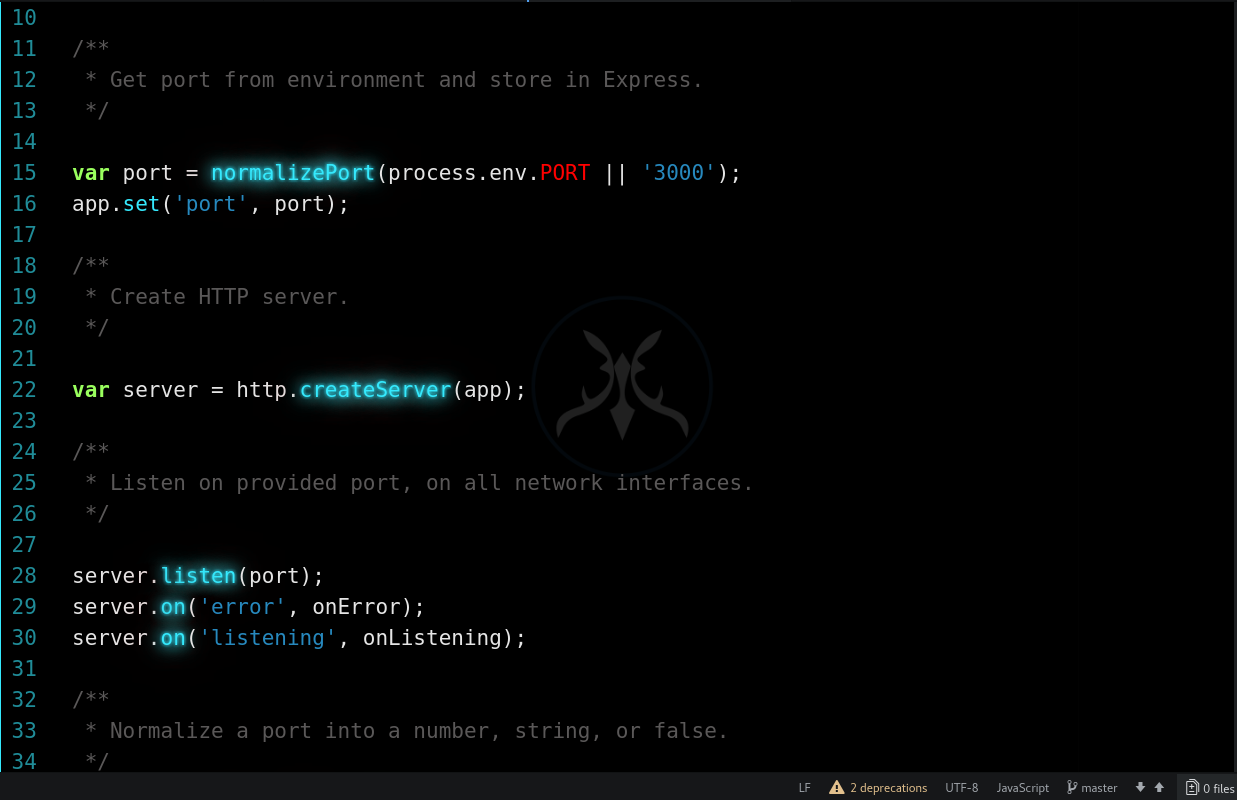 10
11 /**
12  * Get port from environment and store in Express.
13  */
14
15 var port = normalizePort(process.env.PORT || '3000');
16 app.set('port', port);
17
18 /**
19  * Create HTTP server.
20  */
21
22 var server = http.createServer(app);
23
24 /**
25  * Listen on provided port, on all network interfaces.
26  */
27
28 server.listen(port);
29 server.on('error', onError);
30 server.on('listening', onListening);
31
32 /**
33  * Normalize a port into a number, string, or false.
34  */
LF 2 deprecations UTF-8 JavaScript master 0 files